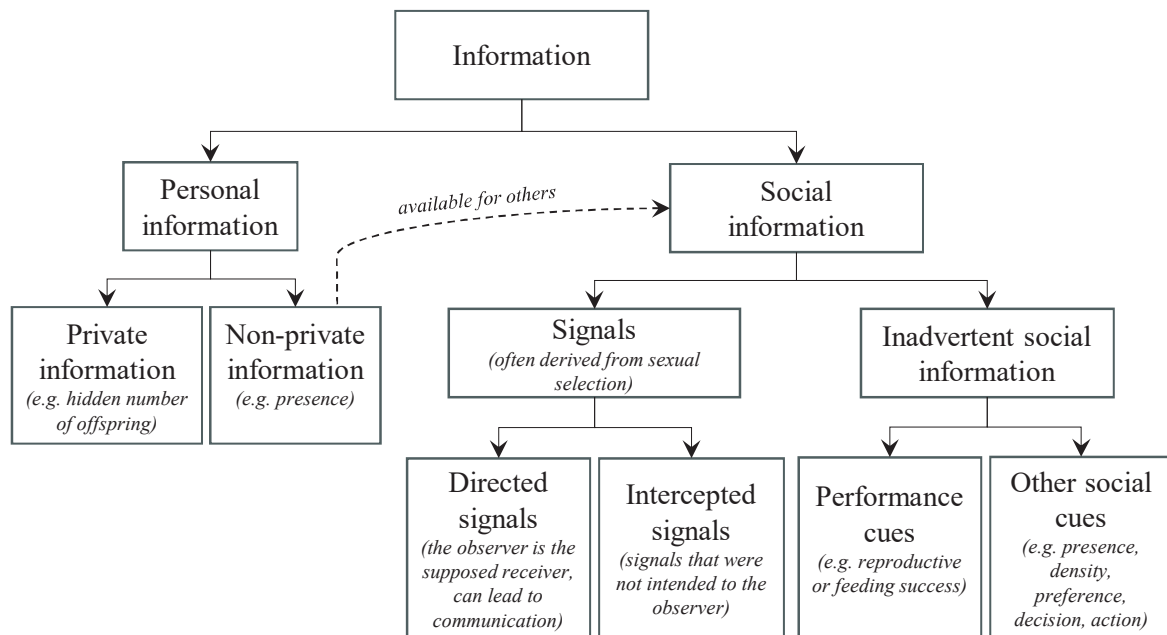 Information
Personal
information
available for others
Social
information
Private
information
(e.g. hidden number
of offspring)
Non-private
information
(e.g. presence)
Signals
(often derived from sexual
selection)
Inadvertent social
information
Directed
signals
(the observer is the
supposed receiver,
can lead to
communication)
Intercepted
signals
(signals that were
not intended to the
observer)
Performance
cues
(e.g. reproductive
or feeding success)
Other social
cues
(e.g. presence,
density,
preference,
decision, action)